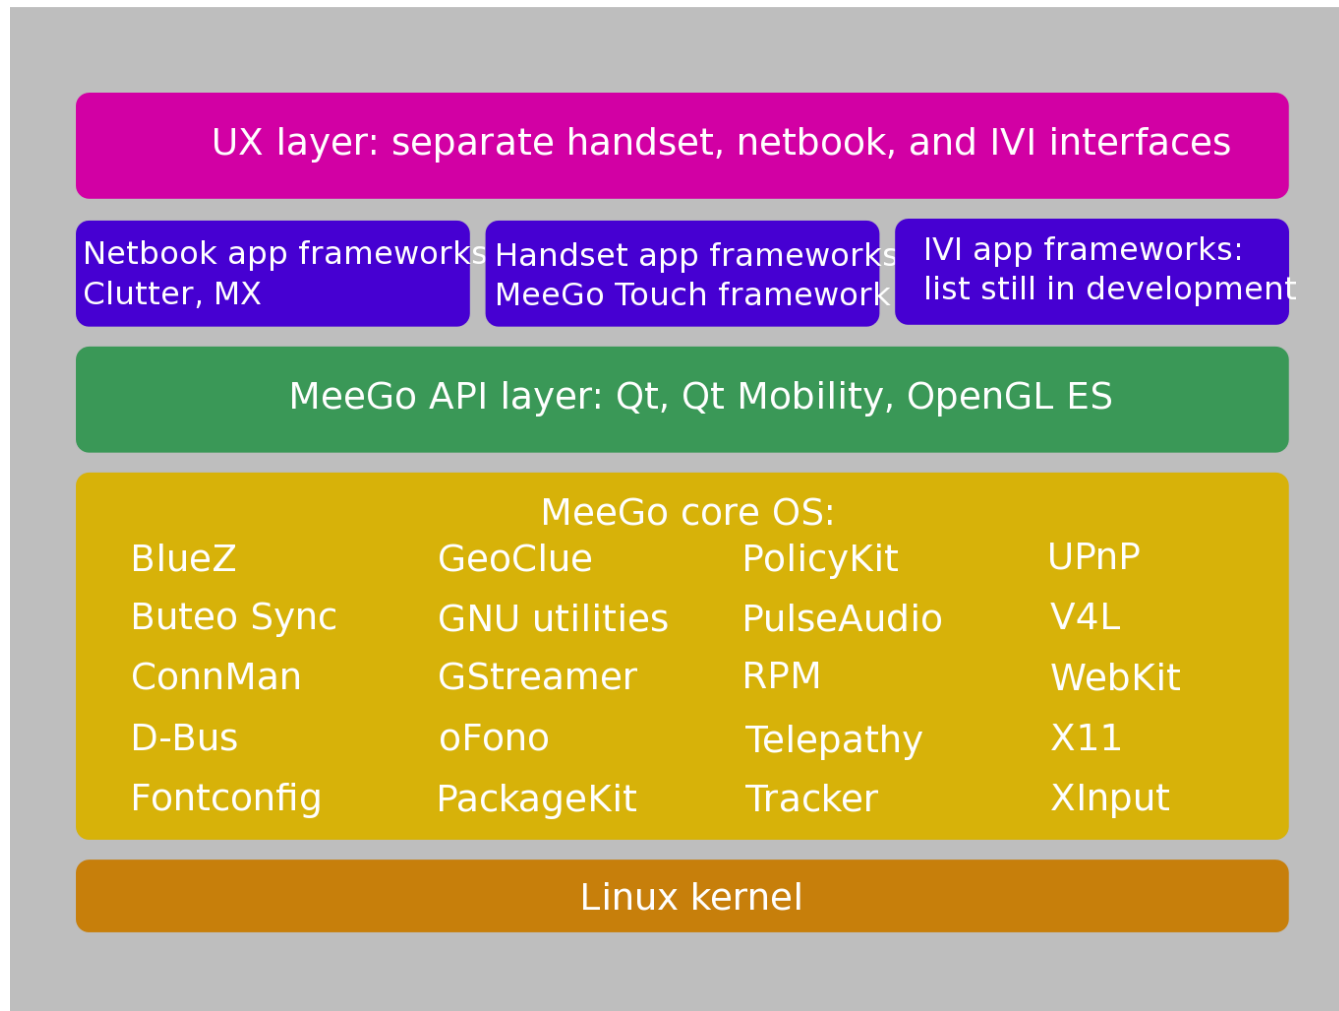 UX layer: separate handset, netbook, and IVI interfaces
Netbook app frameworks
Clutter, MX
Handset app frameworks
MeeGo Touch framework
IVI app frameworks:
list still in development
MeeGo API layer: Qt, Qt Mobility, OpenGL ES
MeeGo core OS:
BlueZ GeoClue PolicyKit UPnP
Buteo Sync GNU utilities PulseAudio V4L
ConnMan GStreamer RPM WebKit
D-Bus oFono Telepathy X11
Fontconfig PackageKit Tracker XInput
Linux kernel